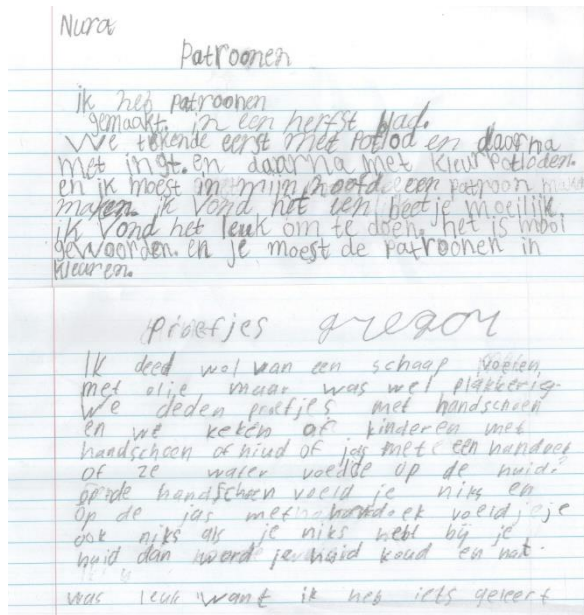 Nura
Patroonen
ik heb patroonen
gemaakt. in een herfst blad.
We tekende eerst met Potlod en daarna
met ingt. en daarna met kleurpotloden.
en ik moest in mijn hoofd een patroon
maken. ik vond het een beetje moeilijk
ik vond het leuk om te doen. het is mooi
gewoorden. en je moest de patroonen in
kleuren.
Proefjes gregor
Ik deed wol van een schaap voelen
met olje maar was wel plakkerig
We deden proefjes met handschoen
en we keken of kinderen met
handschoen of huid of jas met een handoek
of ze water voelde op de huid?
op de handschoen voeld je niks en
op de jas met handoek voeld je
ook niks als je niks hebt bij je
huid dan worde je huid koud en nat.
was leuk want ik heb iets geleert